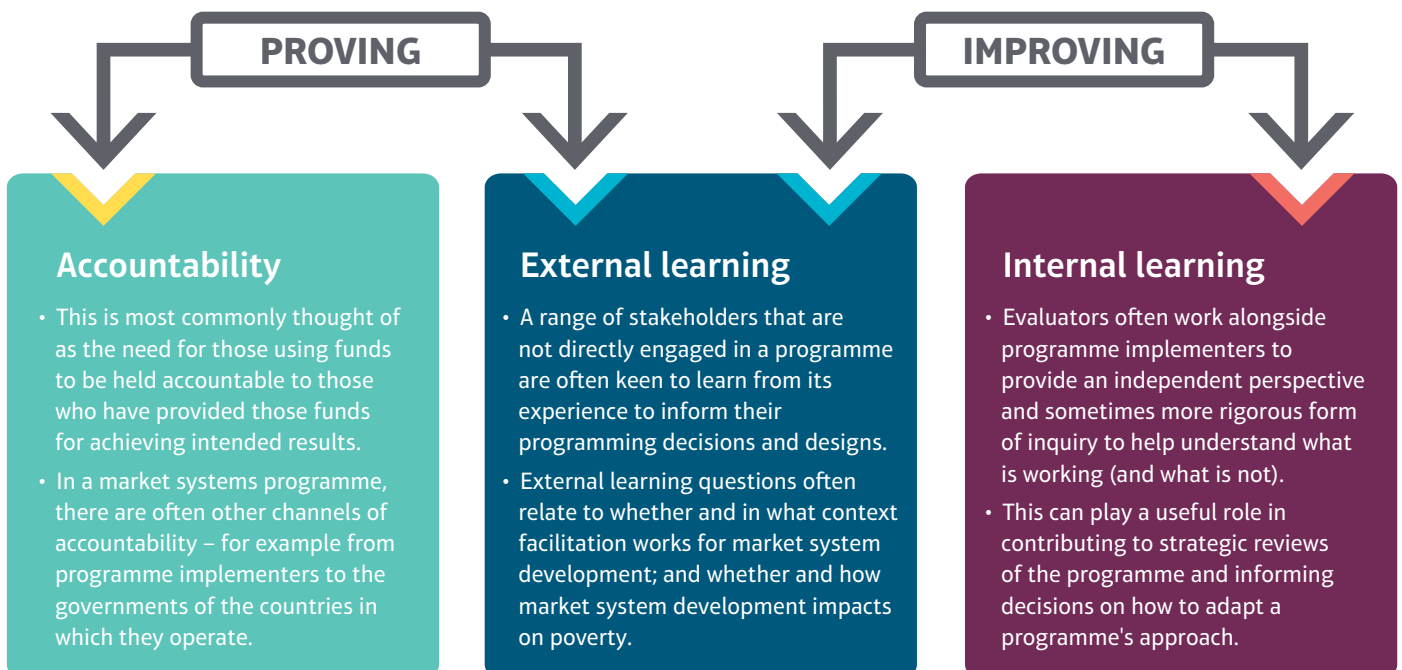 PROVING
IMPROVING
Accountability
• This is most commonly thought of
as the need for those using funds
to be held accountable to those
who have provided those funds
for achieving intended results.
• In a market systems programme,
there are often other channels of
accountability – for example from
programme implementers to the
governments of the countries in
which they operate.
External learning
• A range of stakeholders that are
not directly engaged in a programme
are often keen to learn from its
experience to inform their
programming decisions and designs.
• External learning questions often
relate to whether and in what context
facilitation works for market system
development; and whether and how
market system development impacts
on poverty.
Internal learning
• Evaluators often work alongside
programme implementers to
provide an independent perspective
and sometimes more rigorous form
of inquiry to help understand what
is working (and what is not).
• This can play a useful role in
contributing to strategic reviews
of the programme and informing
decisions on how to adapt a
programme's approach.